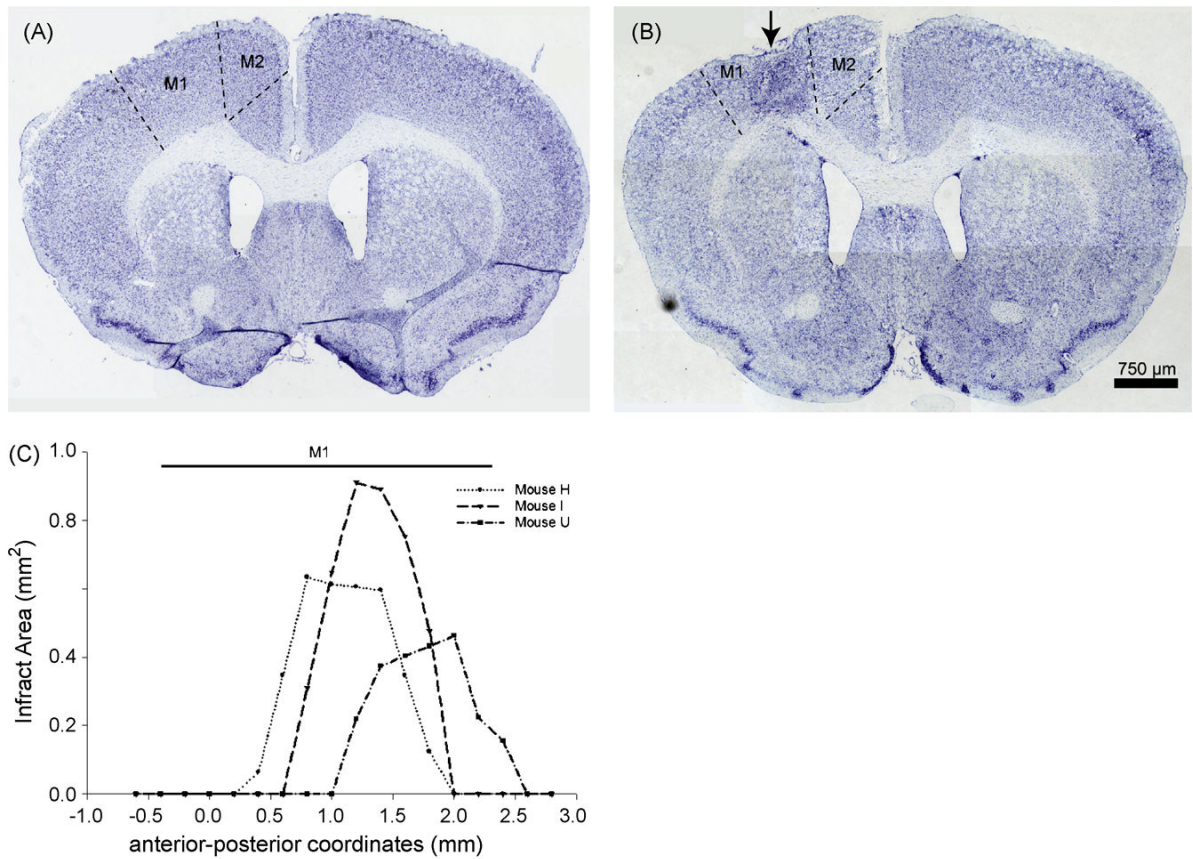 (A)
M1
M2
(B)
M1
M2
750 µm
(C)
M1
Mouse H
Mouse I
Mouse U
Infract Area (mm²)
1.0
0.8
0.4
0.2
0.0
-1.0 -0.5 0.0 0.5 1.0 1.5 2.0 2.5 3.0
anterior-posterior coordinates (mm)